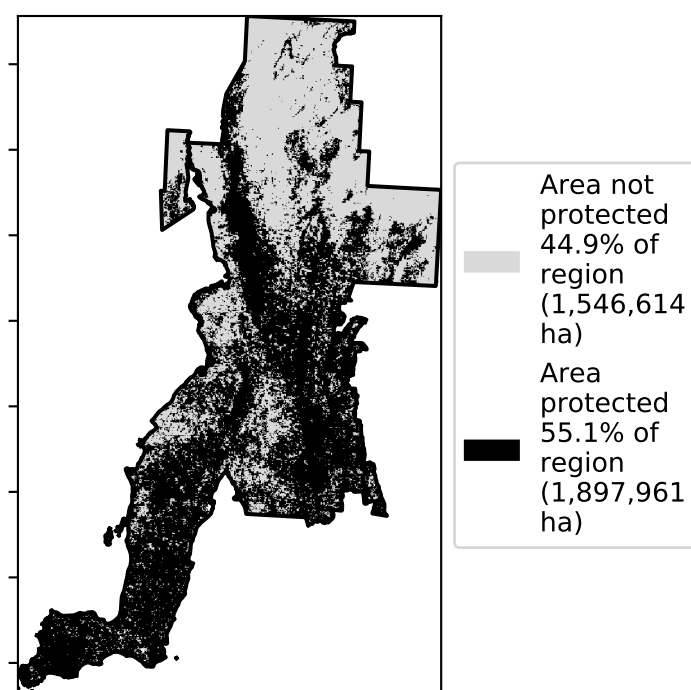 Area not
protected
44.9% of
region
(1,546,614
ha)
Area
protected
55.1% of
region
(1,897,961
ha)